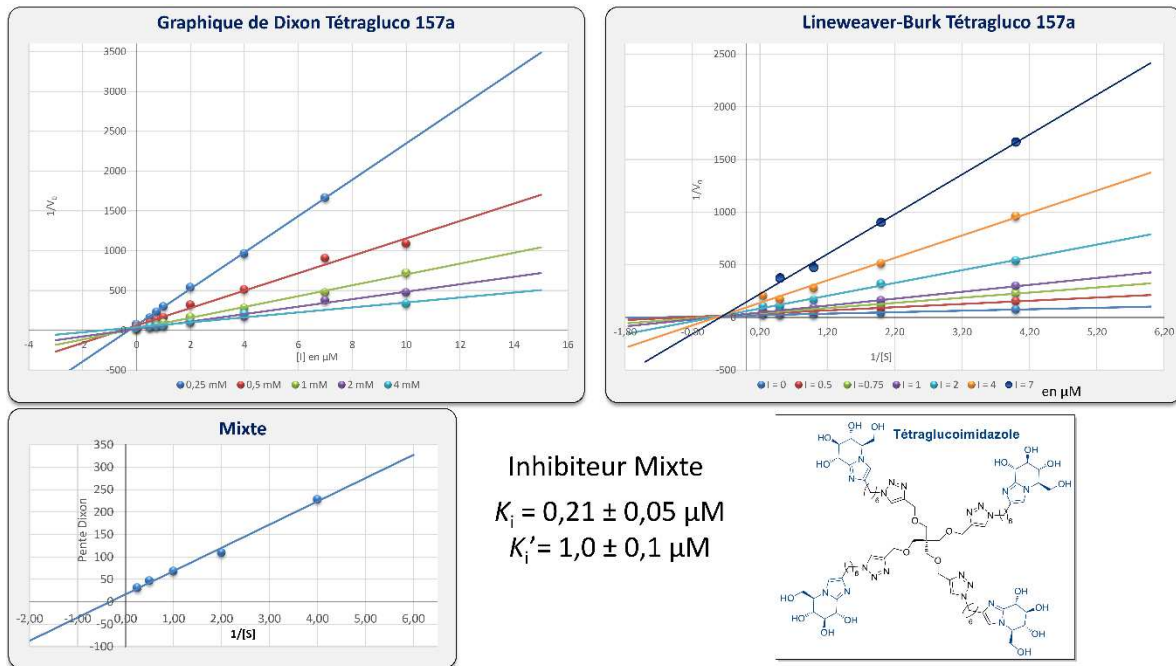 Graphique de Dixon Tétragluco 157a
3500
3000
2500
2000
1500
1000
500
0
-500
1/V₀
-4 -2 0 2 4 6 8 10 12 14 16
[I] en µM
0,25 mM 0,5 mM 1 mM 2 mM 4 mM
Lineweaver-Burk Tétragluco 157a
2500
2000
1500
1000
500
-500
1/V₀
-1,80 -0,80 0,20 1,20 2,20 3,20 4,20 5,20 6,20
1/[S]
I = 0 I = 0.5 I =0.75 I = 1 I = 2 I = 4 I = 7 en µM
Mixte
350
300
250
200
150
100
50
0
-50
-100
Pente Dixon
-2,00 -1,00 0,00 1,00 2,00 3,00 4,00 5,00 6,00
1/[S]
Inhibiteur Mixte
Kᵢ = 0,21 ± 0,05 µM
Kᵢ’= 1,0 ± 0,1 µM
Tétraglucoimidazole